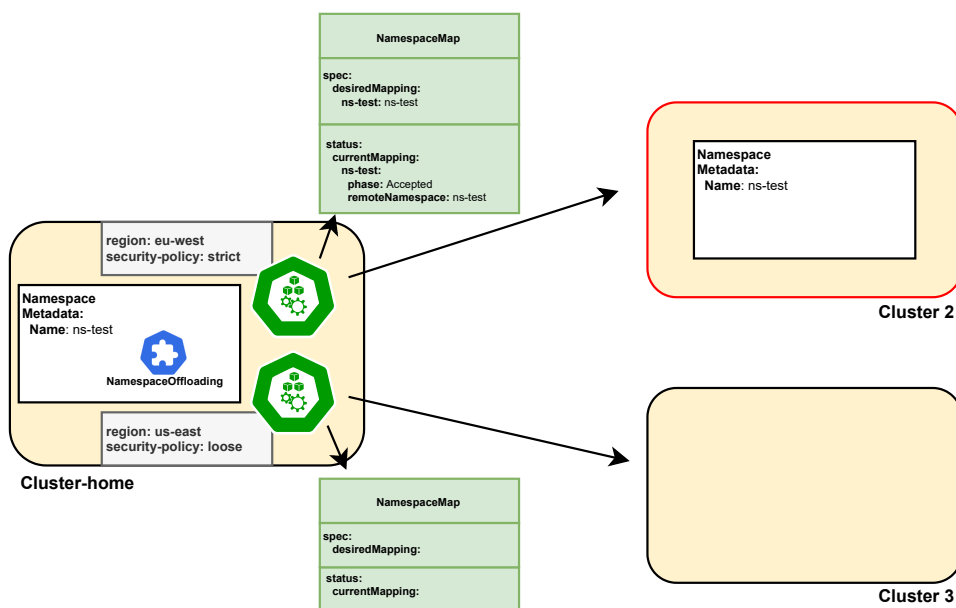 NamespaceMap
spec:
desiredMapping:
ns-test: ns-test
status:
currentMapping:
ns-test:
phase: Accepted
remoteNamespace: ns-test
Namespace
Metadata:
Name: ns-test
Cluster 2
region: eu-west
security-policy: strict
Namespace
Metadata:
Name: ns-test
NamespaceOffloading
region: us-east
security-policy: loose
Cluster-home
NamespaceMap
spec:
desiredMapping:
status:
currentMapping:
Cluster 3